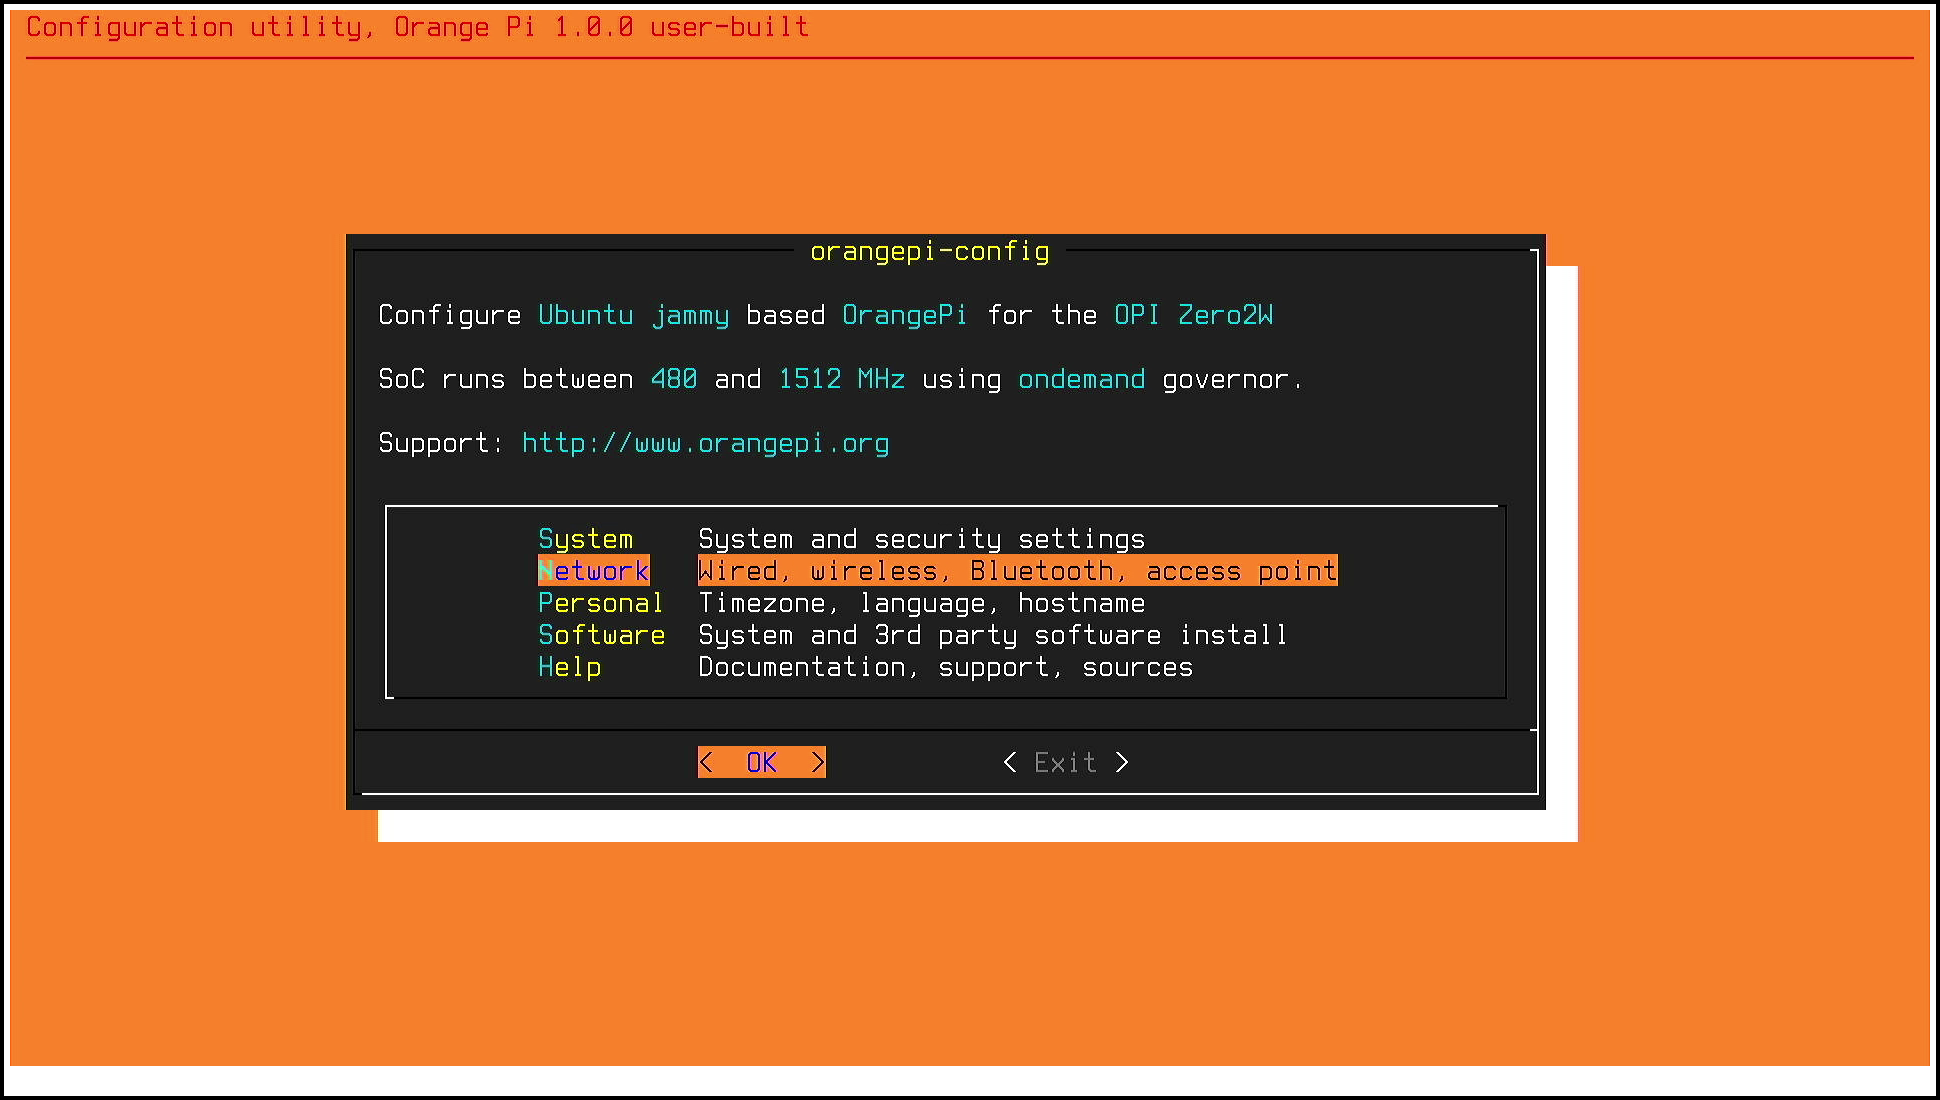 Configuration utility, Orange Pi 1.0.0 user-built
orangepi-config
Configure Ubuntu jammy based OrangePi for the OPI Zero2W
SoC runs between 480 and 1512 MHz using ondemand governor.
Support: http://www.orangepi.org
System System and security settings
Network Wired, wireless, Bluetooth, access point
Personal Timezone, language, hostname
Software System and 3rd party software install
Help Documentation, support, sources
< OK > < Exit >